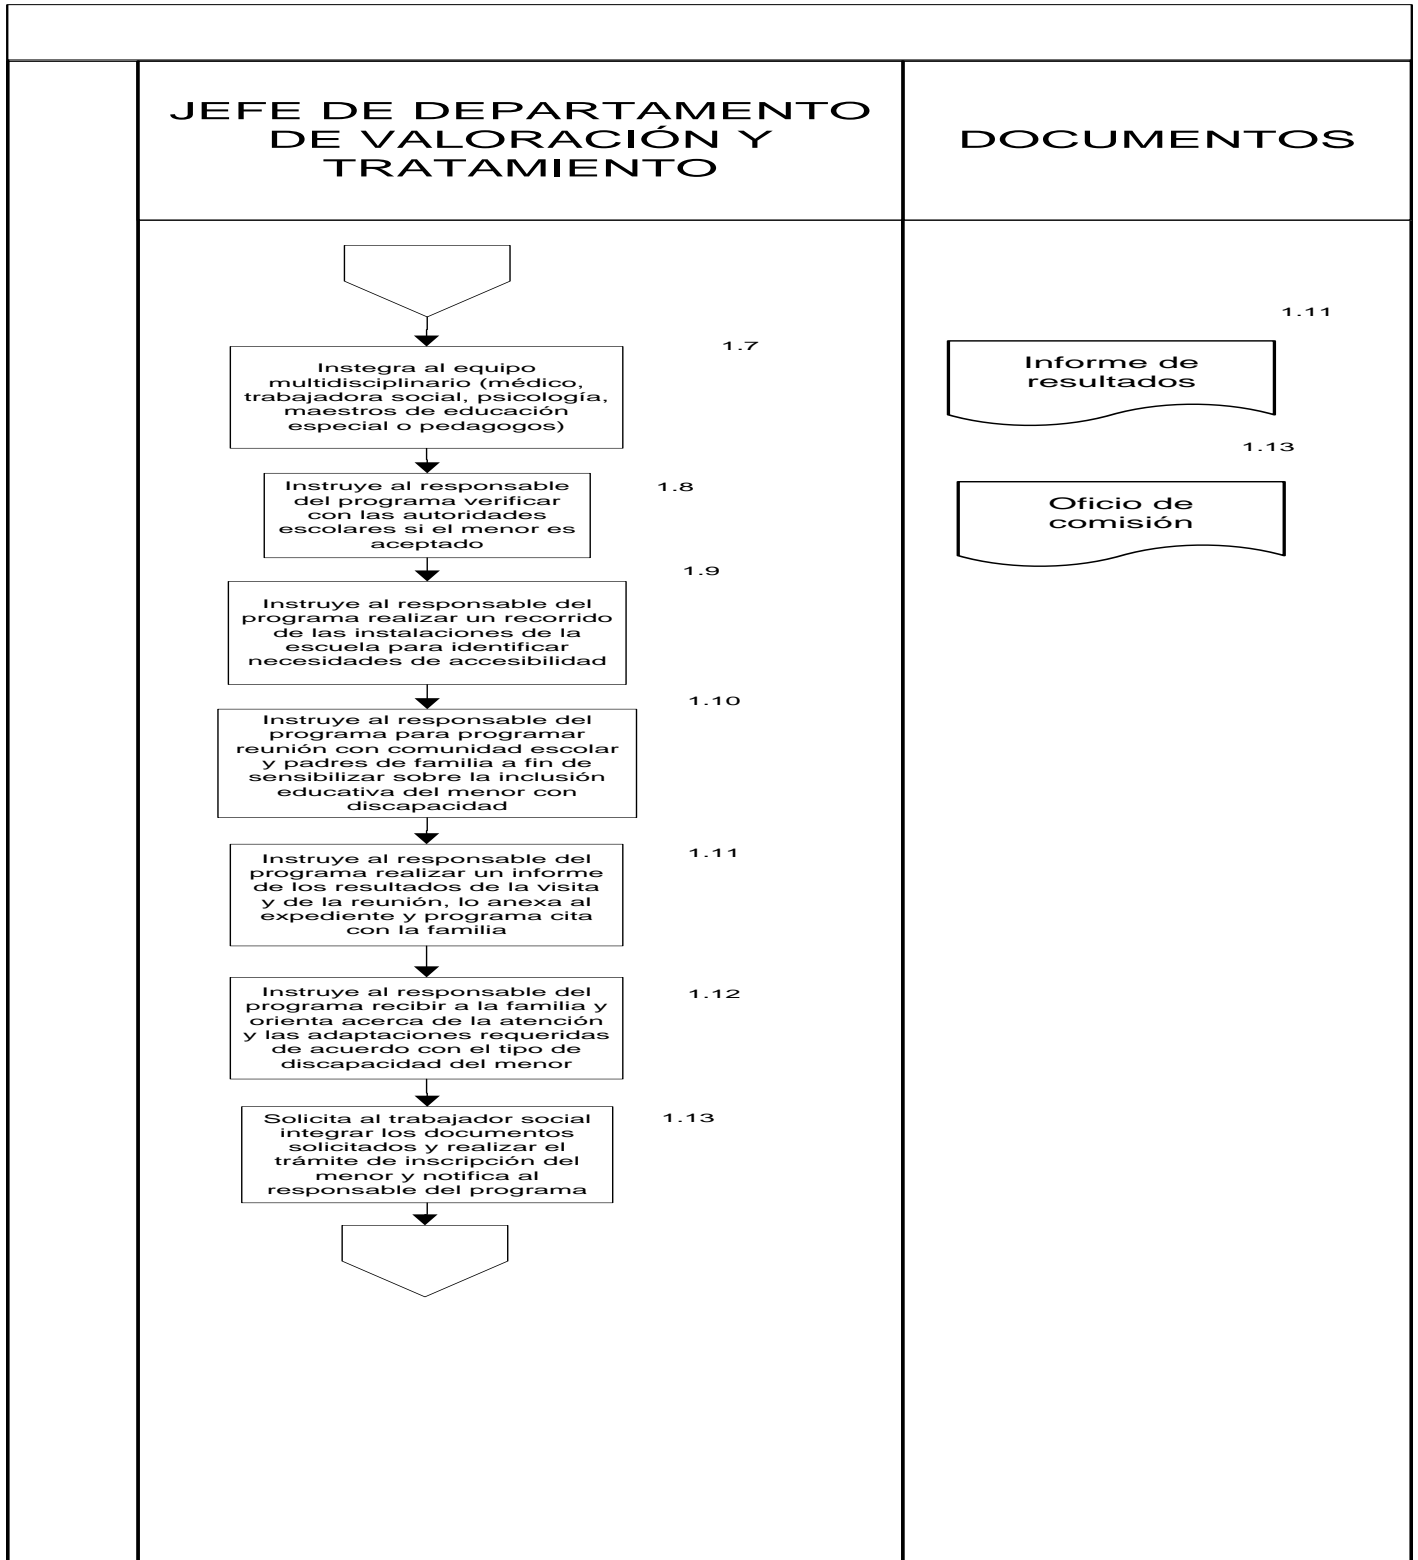 JEFE DE DEPARTAMENTO
DE VALORACIÓN Y
TRATAMIENTO
DOCUMENTOS
1.7
Instegra al equipo
multidisciplinario (médico,
trabajadora social, psicología,
maestros de educación
especial o pedagogos)
1.8
Instruye al responsable
del programa verificar
con las autoridades
escolares si el menor es
aceptado
1.9
Instruye al responsable del
programa realizar un recorrido
de las instalaciones de la
escuela para identificar
necesidades de accesibilidad
1.10
Instruye al responsable del
programa para programar
reunión con comunidad escolar
y padres de familia a fin de
sensibilizar sobre la inclusión
educativa del menor con
discapacidad
1.11
Instruye al responsable del
programa realizar un informe
de los resultados de la visita
y de la reunión, lo anexa al
expediente y programa cita
con la familia
1.12
Instruye al responsable del
programa recibir a la familia y
orienta acerca de la atención
y las adaptaciones requeridas
de acuerdo con el tipo de
discapacidad del menor
1.13
Solicita al trabajador social
integrar los documentos
solicitados y realizar el
trámite de inscripción del
menor y notifica al
responsable del programa
1.11
Informe de
resultados
1.13
Oficio de
comisión